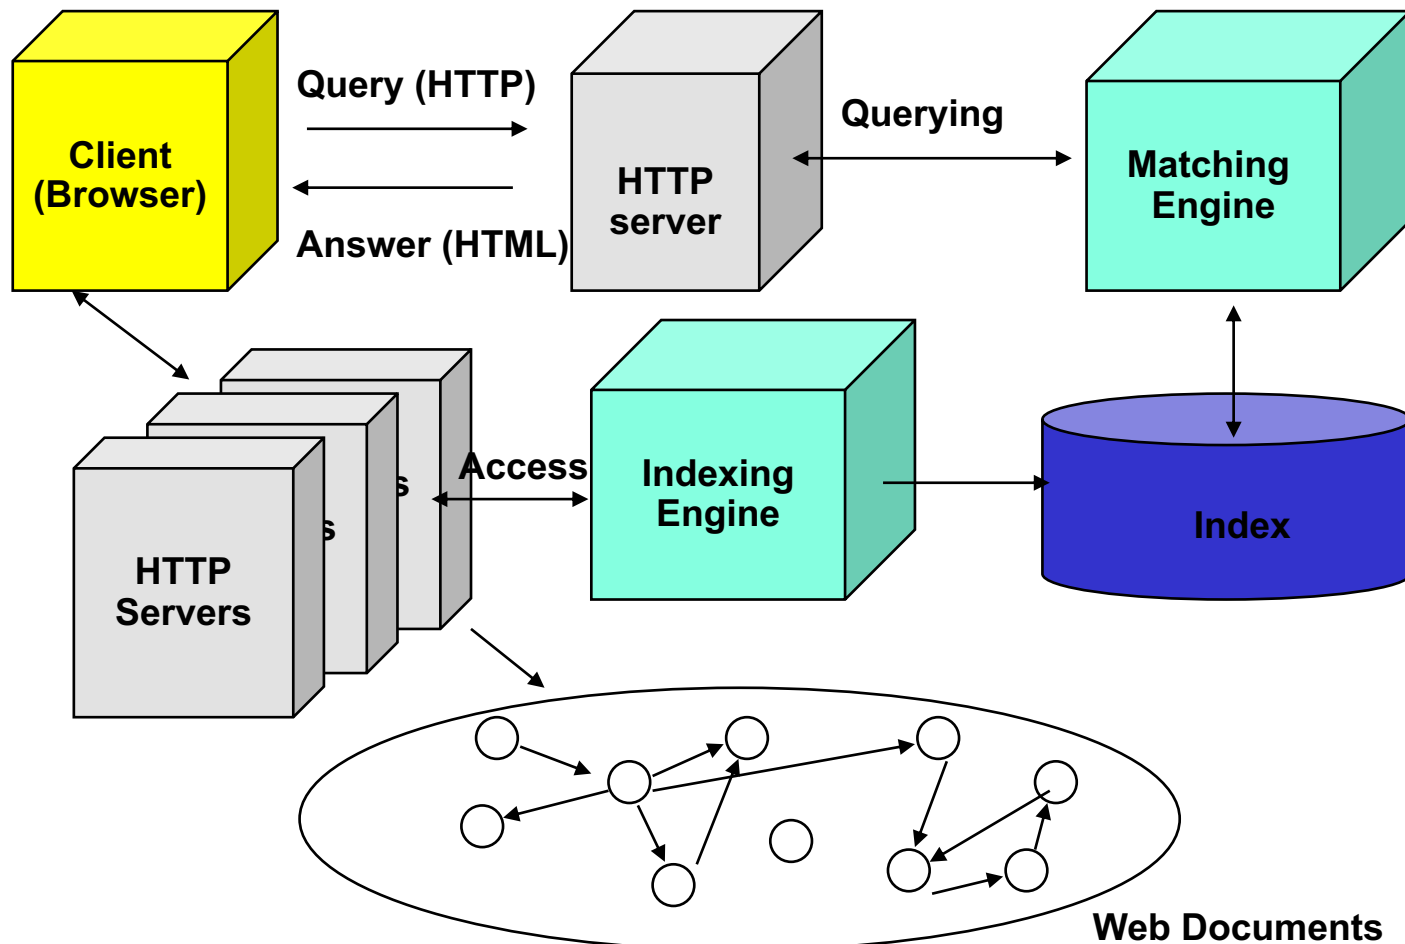 Query (HTTP)
Client
(Browser)
Answer (HTML)
HTTP
server
Querying
Matching
Engine
Access
s
s
HTTP
Servers
Indexing
Engine
Index
Web Documents